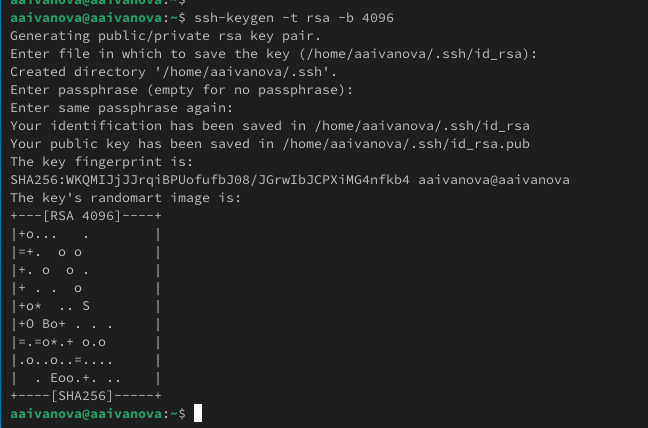 aaivanova@aaivanova:~$
aaivanova@aaivanova:~$ ssh-keygen -t rsa -b 4096
Generating public/private rsa key pair.
Enter file in which to save the key (/home/aaivanova/.ssh/id_rsa):
Created directory '/home/aaivanova/.ssh'.
Enter passphrase (empty for no passphrase):
Enter same passphrase again:
Your identification has been saved in /home/aaivanova/.ssh/id_rsa
Your public key has been saved in /home/aaivanova/.ssh/id_rsa.pub
The key fingerprint is:
SHA256:WKQMIJjJJrqiBPUofufbJ08/JGrwIbJCPXiMG4nfkb4 aaivanova@aaivanova
The key's randomart image is:
+---[RSA 4096]----+
|+o...   .        |
|=+.  o o         |
|+. o  o .        |
|+ . .  o         |
|+o*  .. S        |
|+O Bo+ . . .     |
|=.=o*.+ o.o      |
|.o..o..=....     |
|  . Eoo.+. ..    |
+----[SHA256]-----+
aaivanova@aaivanova:~$